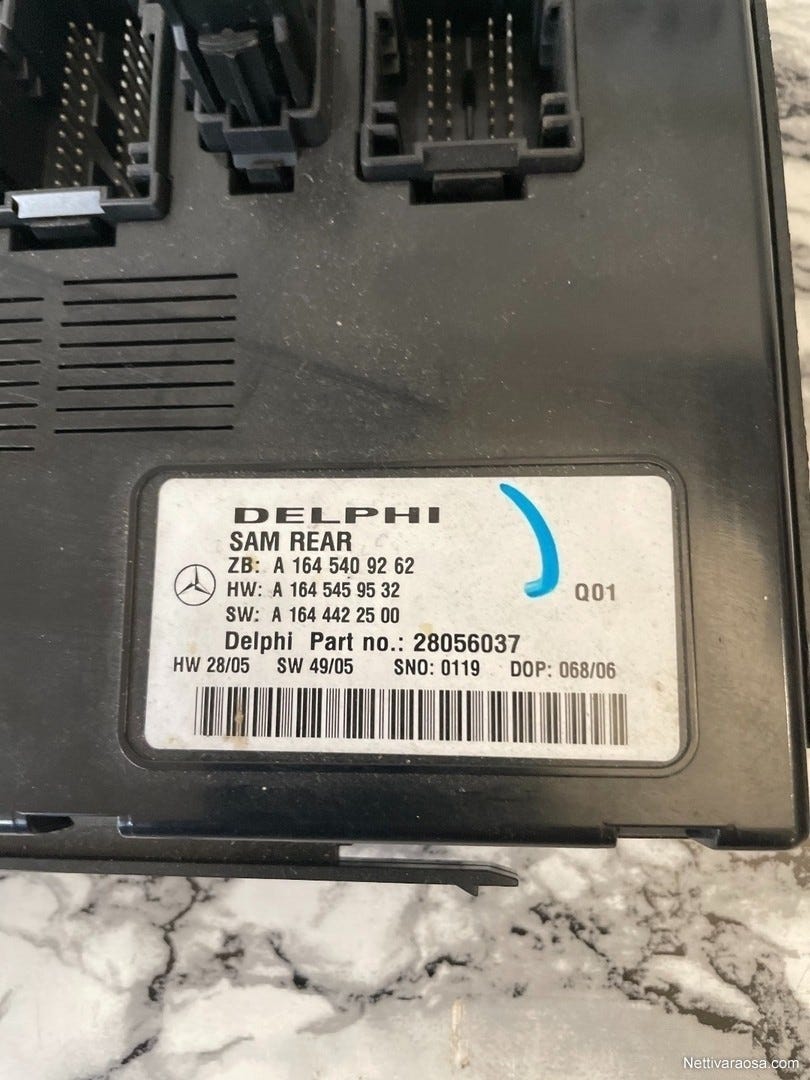 DELPHI
SAM REAR
ZB: A 164 540 92 62
HW: A 164 545 95 32
SW: A 164 442 25 00
Q01
Delphi Part no.: 28056037
HW 28/05 SW 49/05 SNO: 0119 DOP: 068/06
Nettivaraosa.com